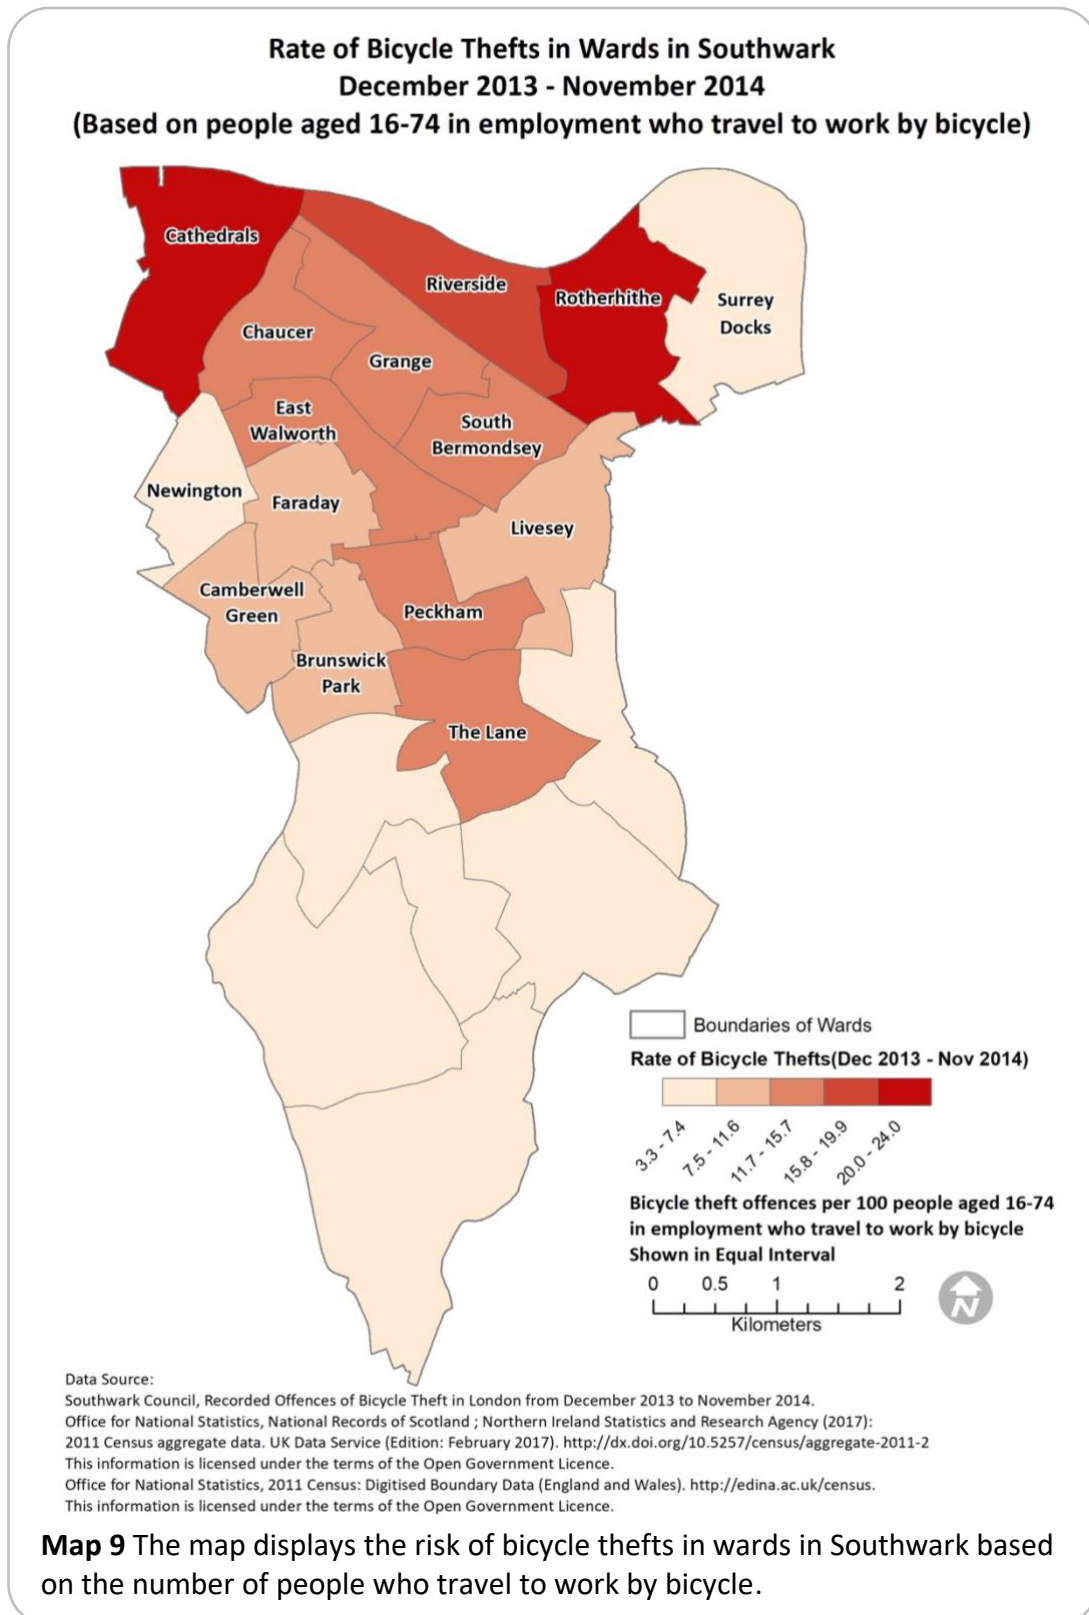 Rate of Bicycle Thefts in Wards in Southwark
December 2013 - November 2014
(Based on people aged 16-74 in employment who travel to work by bicycle)
Cathedrals
Riverside
Rotherhithe
Surrey
Docks
Chaucer
Grange
East
Walworth
South
Bermondsey
Newington
Faraday
Livesey
Camberwell
Green
Peckham
Brunswick
Park
The Lane
Boundaries of Wards
Rate of Bicycle Thefts(Dec 2013 - Nov 2014)
3.3 - 7.4
7.5 - 11.6
11.7 - 15.7
15.8 - 19.9
20.0 - 24.0
Bicycle theft offences per 100 people aged 16-74
in employment who travel to work by bicycle
Shown in Equal Interval
0 0.5 1 2
Kilometers
N
Data Source:
Southwark Council, Recorded Offences of Bicycle Theft in London from December 2013 to November 2014.
Office for National Statistics, National Records of Scotland ; Northern Ireland Statistics and Research Agency (2017):
2011 Census aggregate data. UK Data Service (Edition: February 2017). http://dx.doi.org/10.5257/census/aggregate-2011-2
This information is licensed under the terms of the Open Government Licence.
Office for National Statistics, 2011 Census: Digitised Boundary Data (England and Wales). http://edina.ac.uk/census.
This information is licensed under the terms of the Open Government Licence.
Map 9 The map displays the risk of bicycle thefts in wards in Southwark based
on the number of people who travel to work by bicycle.